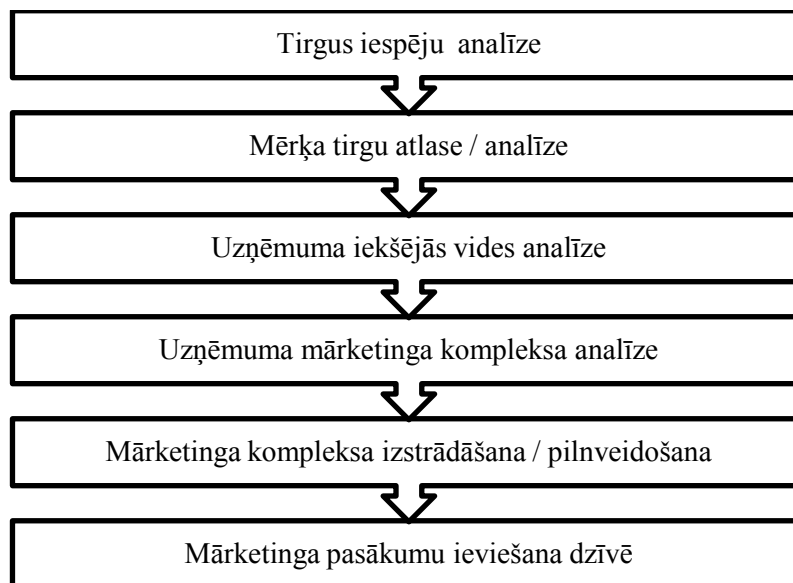 Tirgus iespēju analīze
Mērķa tirgu atlase / analīze
Uzņēmuma iekšējās vides analīze
Uzņēmuma mārketinga kompleksa analīze
Mārketinga kompleksa izstrādāšana / pilnveidošana
Mārketinga pasākumu ieviešana dzīvē